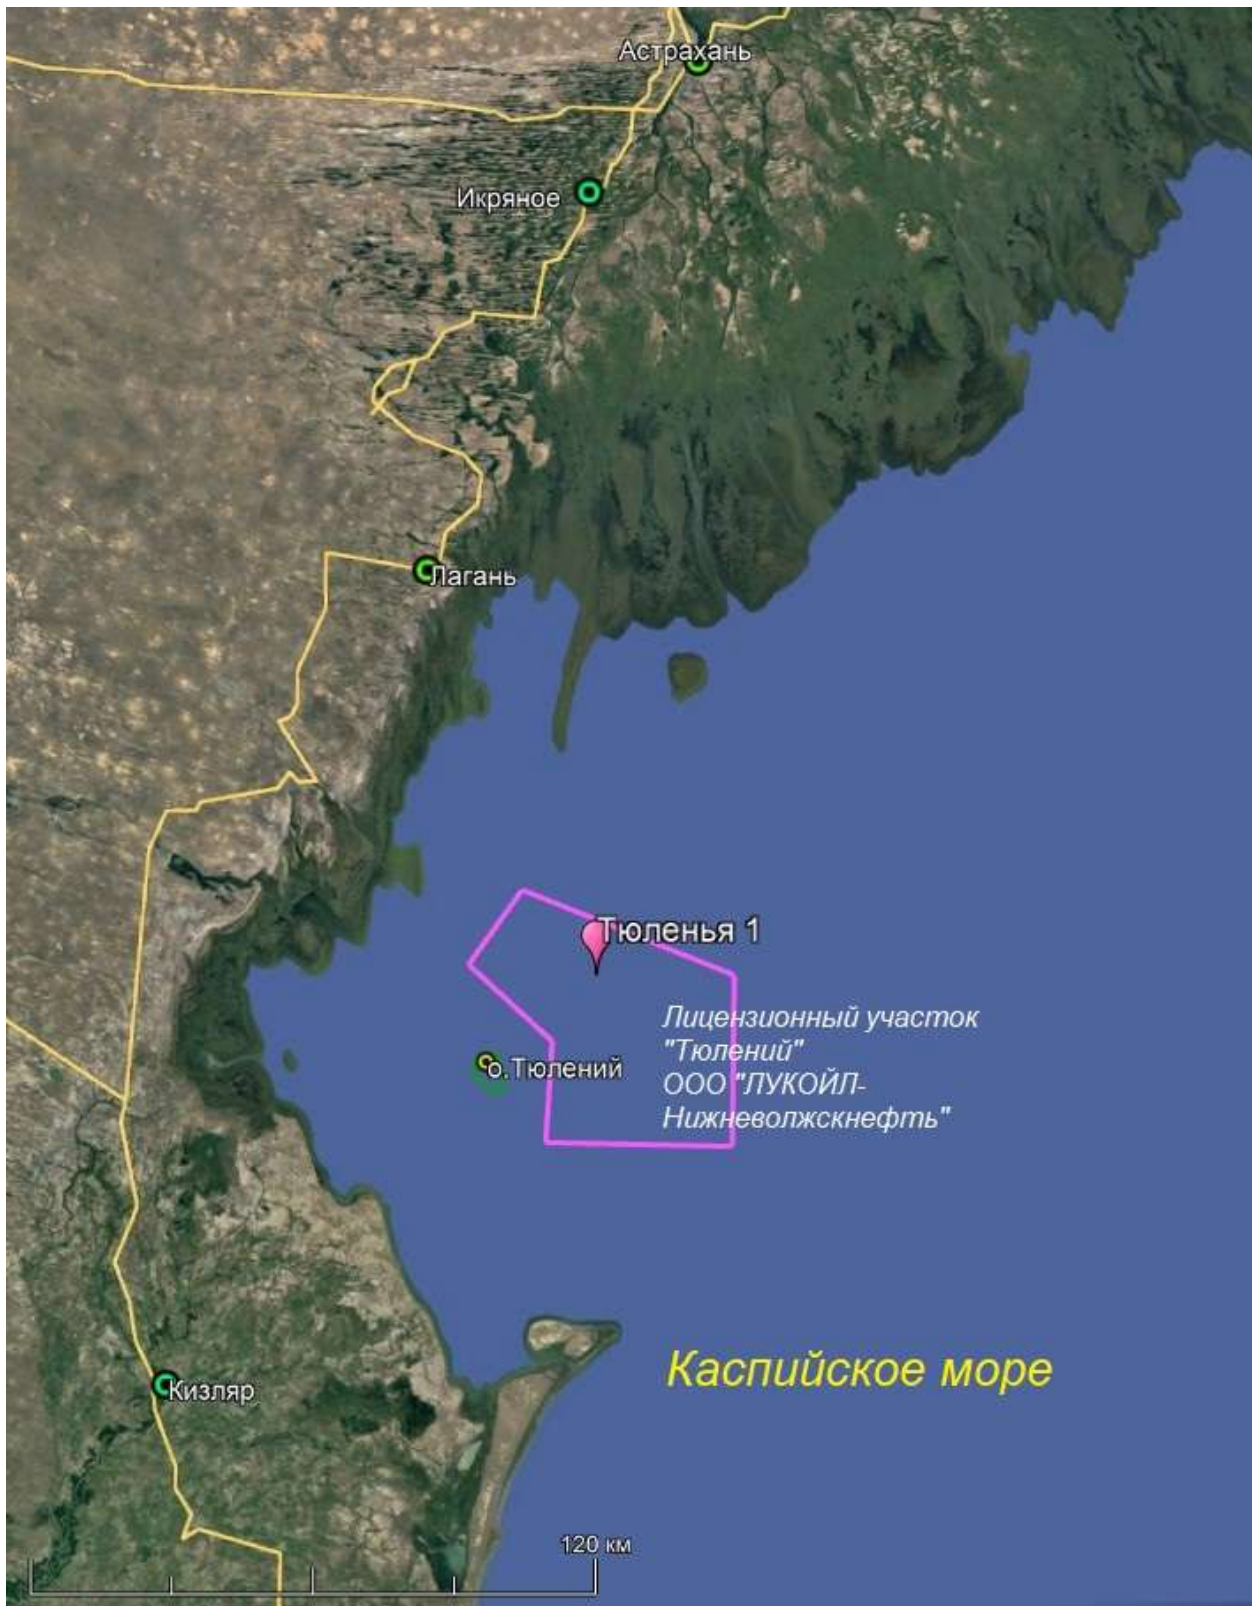 Астрахань
Икряное
Лагань
Тюленья 1
Лицензионный участок
"Тюлений"
ООО "ЛУКОЙЛ-
Нижневолжскнефть"
о.Тюлений
Каспийское море
Кизляр
120 км